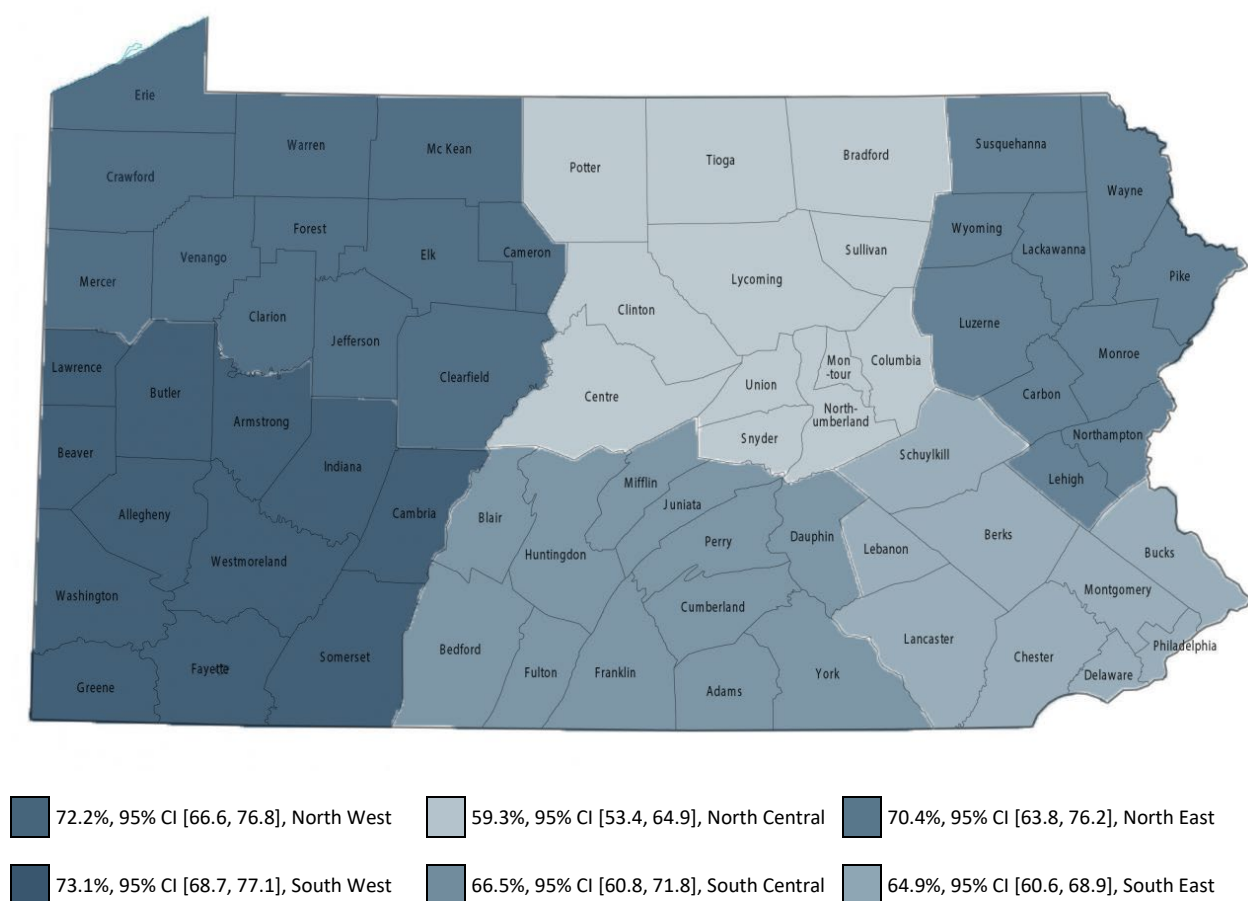 Erie
Warren
Mc Kean
Potter
Tioga
Bradford
Susquehanna
Wayne
Crawford
Forest
Venango
Elk
Cameron
Sullivan
Wyoming
Lackawanna
Pike
Mercer
Clarion
Jefferson
Clinton
Lycoming
Luzerne
Monroe
Lawrence
Butler
Clearfield
Centre
Union
Mon
-tour
Columbia
Carbon
Armstrong
Snyder
North-
umberland
Northampton
Beaver
Indiana
Schuylkill
Lehigh
Allegheny
Cambria
Blair
Mifflin
Juniata
Huntingdon
Perry
Dauphin
Lebanon
Berks
Bucks
Westmoreland
Washington
Cumberland
Montgomery
Somerset
Bedford
Lancaster
Philadelphia
Greene
Fayette
Fulton
Franklin
Adams
York
Chester
Delaware
72.2%, 95% CI [66.6, 76.8], North West
59.3%, 95% CI [53.4, 64.9], North Central
70.4%, 95% CI [63.8, 76.2], North East
73.1%, 95% CI [68.7, 77.1], South West
66.5%, 95% CI [60.8, 71.8], South Central
64.9%, 95% CI [60.6, 68.9], South East